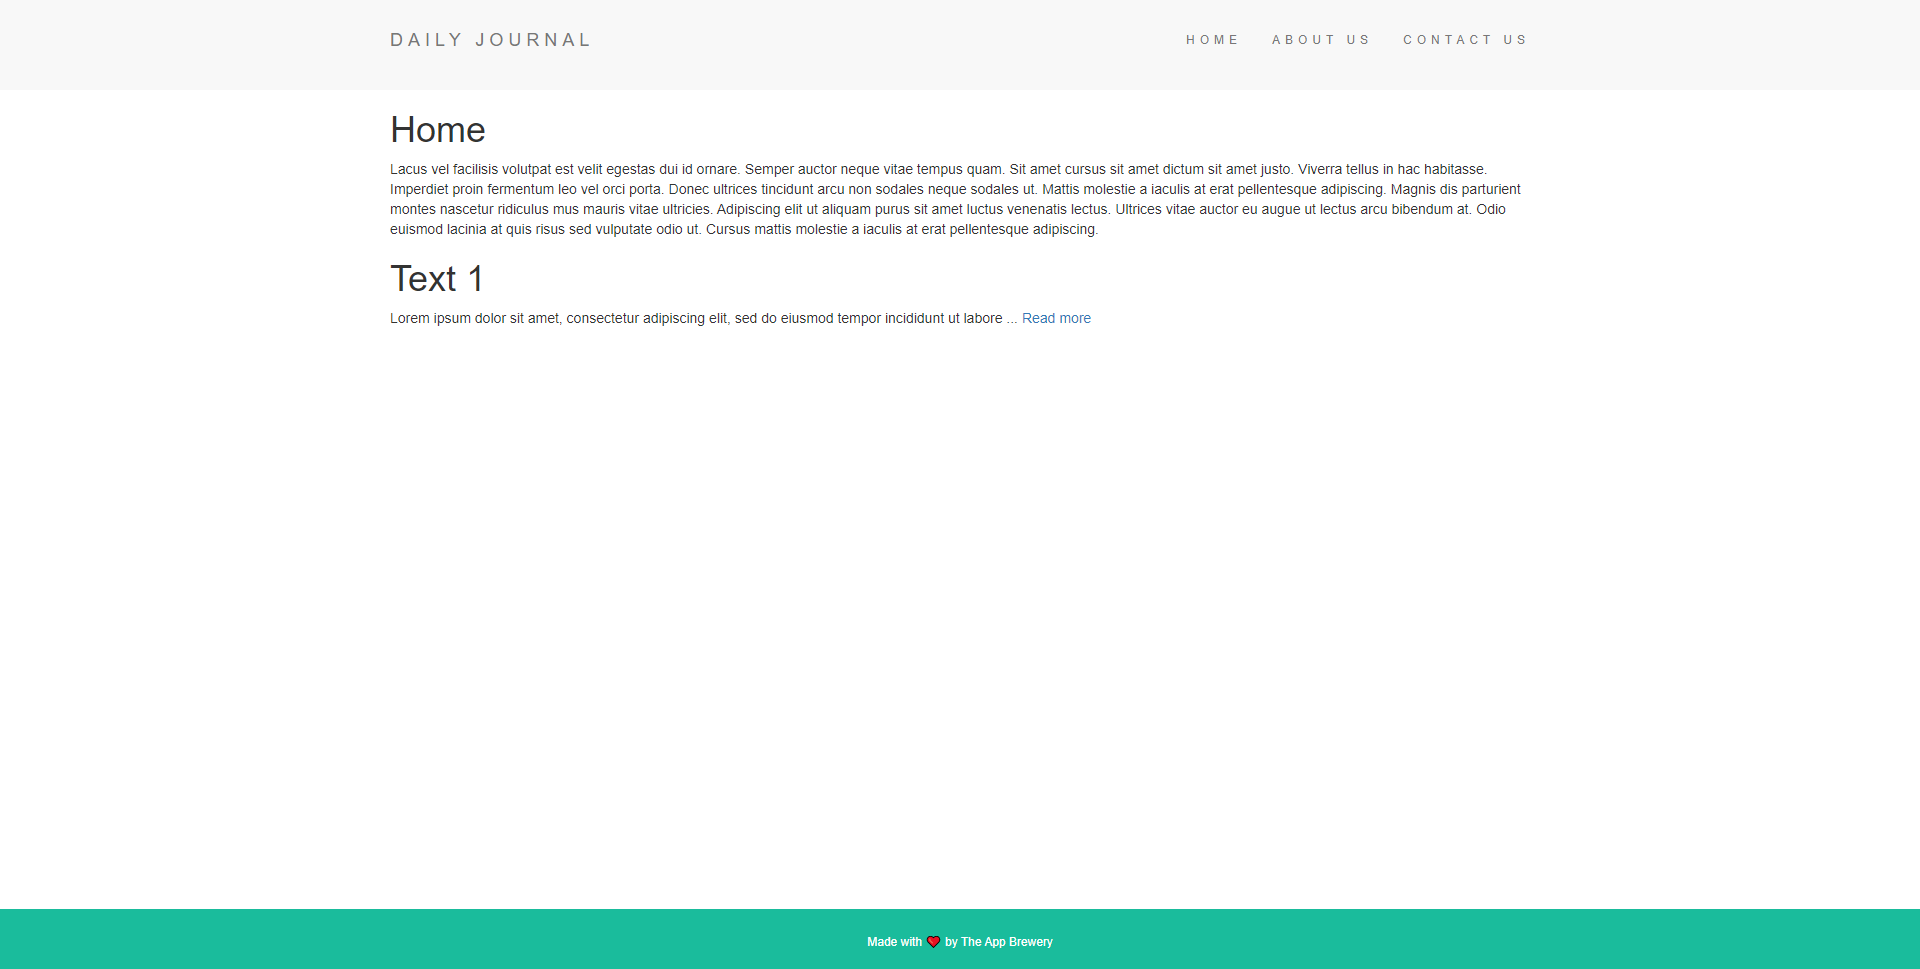 DAILY JOURNAL
HOME ABOUT US CONTACT US
Home
Lacus vel facilisis volutpat est velit egestas dui id ornare. Semper auctor neque vitae tempus quam. Sit amet cursus sit amet dictum sit amet justo. Viverra tellus in hac habitasse.
Imperdiet proin fermentum leo vel orci porta. Donec ultrices tincidunt arcu non sodales neque sodales ut. Mattis molestie a iaculis at erat pellentesque adipiscing. Magnis dis parturient
montes nascetur ridiculus mus mauris vitae ultricies. Adipiscing elit ut aliquam purus sit amet luctus venenatis lectus. Ultrices vitae auctor eu augue ut lectus arcu bibendum at. Odio
euismod lacinia at quis risus sed vulputate odio ut. Cursus mattis molestie a iaculis at erat pellentesque adipiscing.
Text 1
Lorem ipsum dolor sit amet, consectetur adipiscing elit, sed do eiusmod tempor incididunt ut labore ... Read more
Made with ❤ by The App Brewery